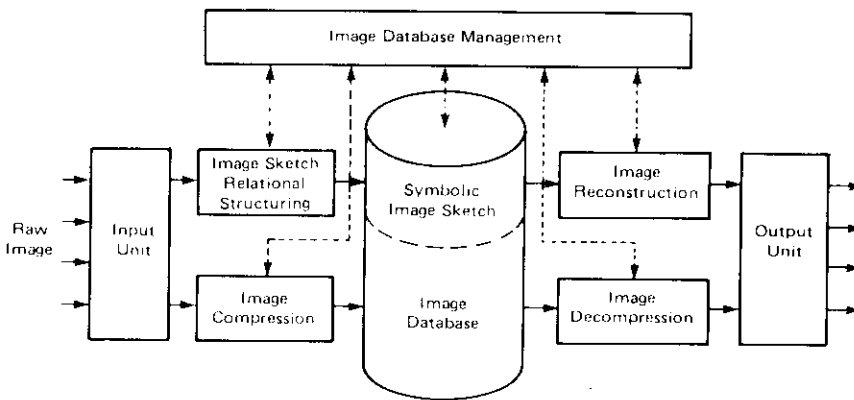 Image Database Management
Image Sketch
Relational
Structuring
Symbolic
Image Sketch
Image
Reconstruction
Raw
Image
Input
Unit
Output
Unit
Image
Compression
Image
Database
Image
Decompression